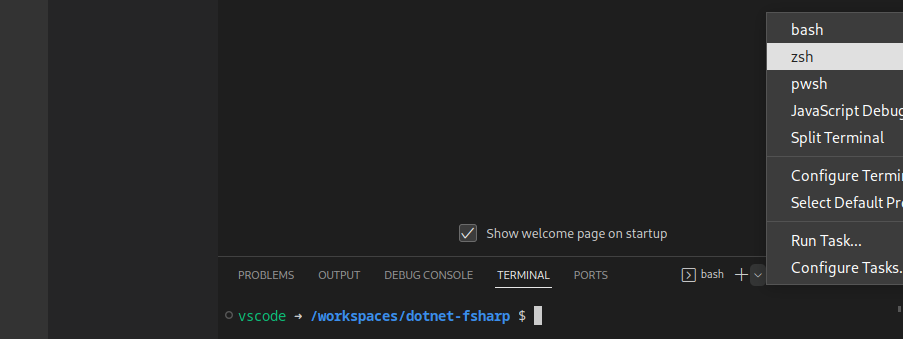 bash
zsh
pwsh
JavaScript Debug
Split Terminal
Configure Termi
Select Default Pr
Run Task...
Configure Tasks.
Show welcome page on startup
PROBLEMS OUTPUT DEBUG CONSOLE TERMINAL PORTS bash
vscode ➜ /workspaces/dotnet-fsharp $